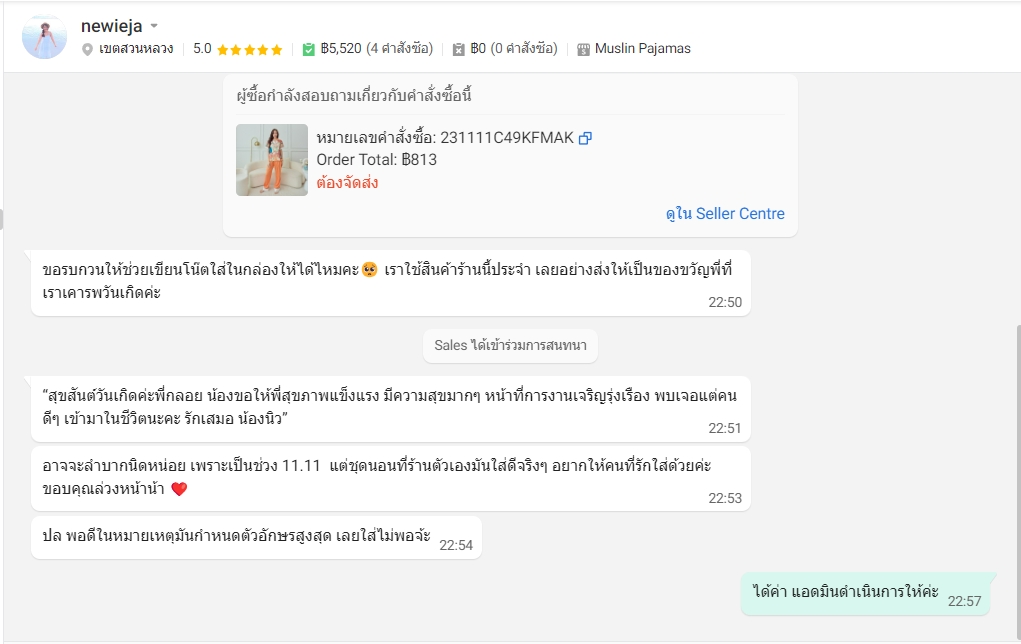 newieja
เขตสวนหลวง 5.0 ฿5,520 (4 คำสั่งซื้อ) ฿0 (0 คำสั่งซื้อ) Muslin Pajamas
ผู้ซื้อกำลังสอบถามเกี่ยวกับคำสั่งซื้อนี้
หมายเลขคำสั่งซื้อ: 231111C49KFMAK
Order Total: ฿813
ต้องจัดส่ง
ดูใน Seller Centre
ขอรบกวนให้ช่วยเขียนโน๊ตใส่ในกล่องให้ได้ไหมคะ🥺 เราใช้สินค้าร้านนี้ประจำ เลยอย่างส่งให้เป็นของขวัญพี่ที่
เราเคารพวันเกิดค่ะ
22:50
Sales ได้เข้าร่วมการสนทนา
“สุขสันต์วันเกิดค่ะพี่กลอย น้องขอให้พี่สุขภาพแข็งแรง มีความสุขมากๆ หน้าที่การงานเจริญรุ่งเรือง พบเจอแต่คน
ดีๆ เข้ามาในชีวิตนะคะ รักเสมอ น้องนิว”
22:51
อาจจะลำบากนิดหน่อย เพราะเป็นช่วง 11.11 แต่ชุดนอนที่ร้านตัวเองมันใส่ดีจริงๆ อยากให้คนที่รักใส่ด้วยค่ะ
ขอบคุณล่วงหน้าน้า ❤️
22:53
ปล พอดีในหมายเหตุมันกำหนดตัวอักษรสูงสุด เลยใส่ไม่พอจ้ะ
22:54
ได้ค่า แอดมินดำเนินการให้ค่ะ
22:57